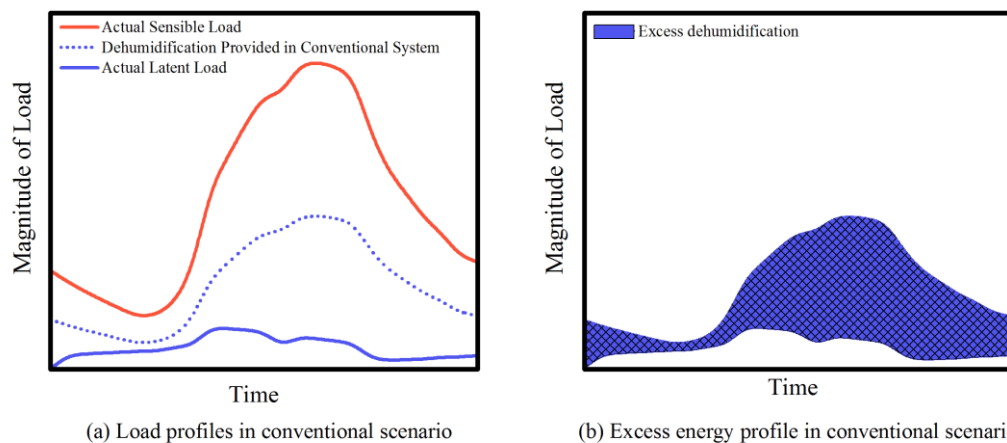 Actual Sensible Load
Dehumidification Provided in Conventional System
Actual Latent Load
Magnitude of Load
Time
(a) Load profiles in conventional scenario
Excess dehumidification
Magnitude of Load
Time
(b) Excess energy profile in conventional scenari